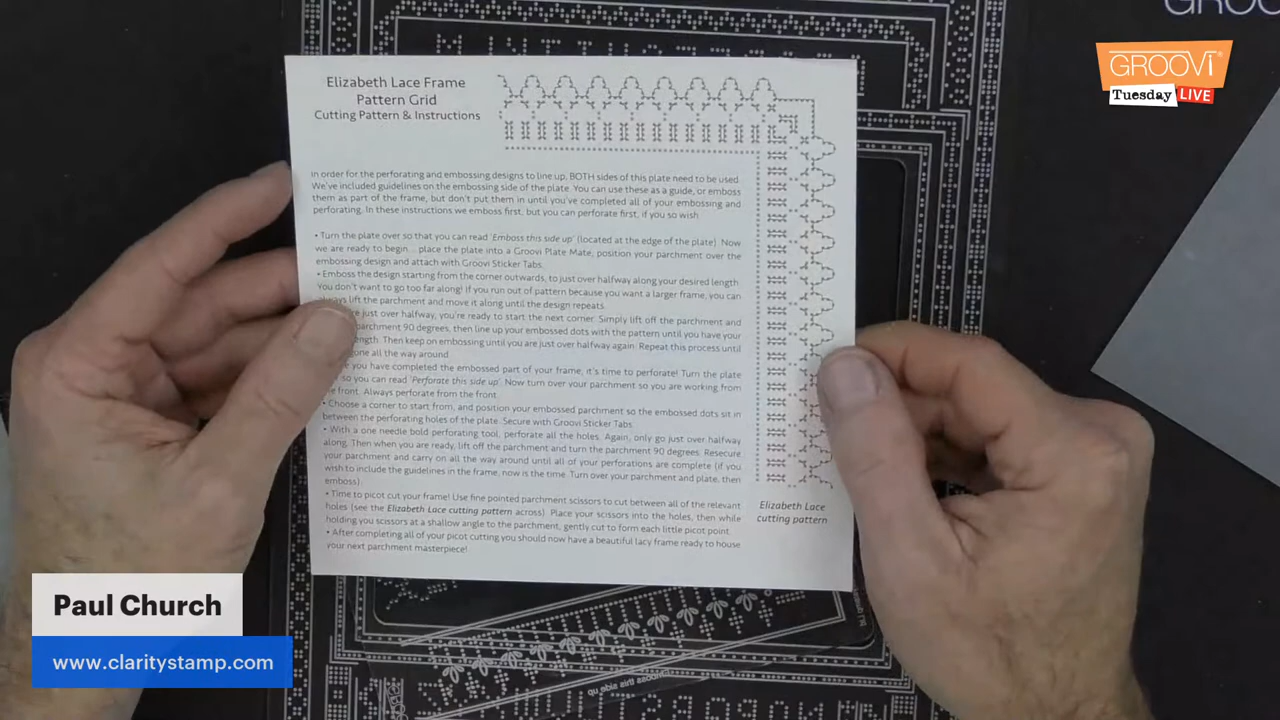 GROOVI
Tuesday LIVE
Elizabeth Lace Frame
Pattern Grid
Cutting Pattern & Instructions
In order for the perforating and embossing designs to line up, BOTH sides of this plate need to be used.
We've included guidelines on the embossing side of the plate. You can use these as a guide, or emboss
them as part of the frame, but don't put them in until you've completed all of your embossing and
perforating. In these instructions we emboss first, but you can perforate first, if you so wish
• Turn the plate over so that you can read 'Emboss this side up' (located at the edge of the plate). Now
we are ready to begin... place the plate into a Groovi Plate Mate, position your parchment over the
embossing design and attach with Groovi Sticker Tabs.
• Emboss the design starting from the corner outwards, to just over halfway along your desired length.
You don't want to go too far along! If you run out of pattern because you want a larger frame, you can
always lift the parchment and move it along until the design repeats.
just over halfway, you're ready to start the next corner. Simply lift off the parchment and
parchment 90 degrees, then line up your embossed dots with the pattern until you have your
length. Then keep on embossing until you are just over halfway again. Repeat this process until
gone all the way around.
you have completed the embossed part of your frame, it's time to perforate! Turn the plate
so you can read 'Perforate this side up'. Now turn over your parchment so you are working from
the front. Always perforate from the front.
• Choose a corner to start from, and position your embossed parchment so the embossed dots sit in
between the perforating holes of the plate. Secure with Groovi Sticker Tabs.
• With a one needle bold perforating tool, perforate all the holes. Again, only go just over halfway
along. Then when you are ready, lift off the parchment and turn the parchment 90 degrees. Resecure
your parchment and carry on all the way around until all of your perforations are complete (if you
wish to include the guidelines in the frame, now is the time. Turn over your parchment and plate, then
emboss).
• Time to picot cut your frame! Use fine pointed parchment scissors to cut between all of the relevant
holes (see the Elizabeth Lace cutting pattern across). Place your scissors into the holes, then while
holding you scissors at a shallow angle to the parchment, gently cut to form each little picot point.
• After completing all of your picot cutting you should now have a beautiful lacy frame ready to house
your next parchment masterpiece!
Elizabeth Lace
cutting pattern
Paul Church
www.claritystamp.com